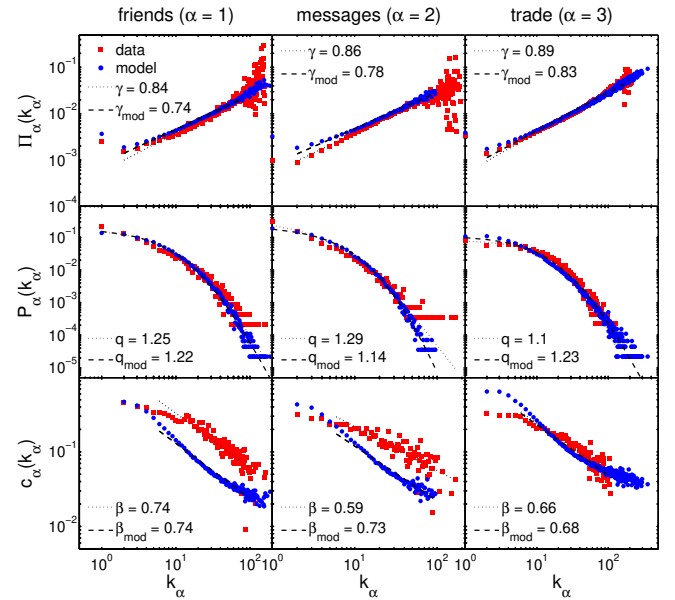 friends (α = 1)
messages (α = 2)
trade (α = 3)
data
model
γ = 0.84
γmod = 0.74
γ = 0.86
γmod = 0.78
γ = 0.89
γmod = 0.83
Πα(kα)
10⁻¹
10⁻²
10⁻³
10⁻⁴
q = 1.25
qmod = 1.22
q = 1.29
qmod = 1.14
q = 1.1
qmod = 1.23
Pα(kα)
10⁻¹
10⁻¹
10⁻²
10⁻³
10⁻⁴
10⁻⁵
β = 0.74
βmod = 0.74
β = 0.59
βmod = 0.73
β = 0.66
βmod = 0.68
cα(kα)
10⁰
10⁻¹
10⁻²
10⁰ 10¹ 10² 10⁰ 10¹ 10² 10⁰ 10¹ 10²
kα kα kα